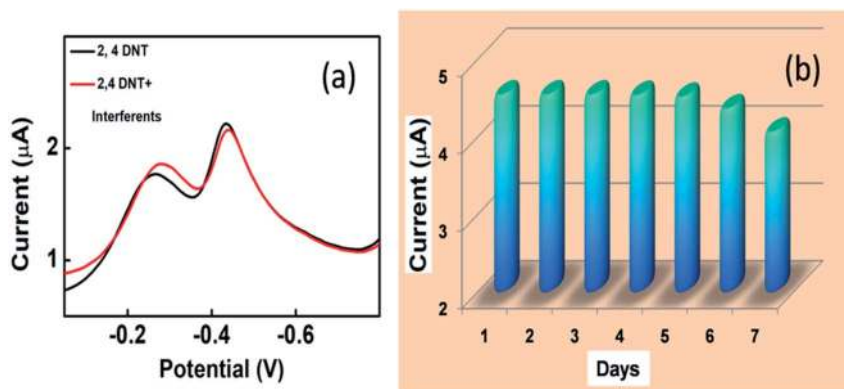 2, 4 DNT
2,4 DNT+
Interferents
(a)
Current (µA)
2
1
-0.2
-0.4
-0.6
Potential (V)
(b)
Current (µA)
5
4
3
2
1
2
3
4
5
6
7
Days